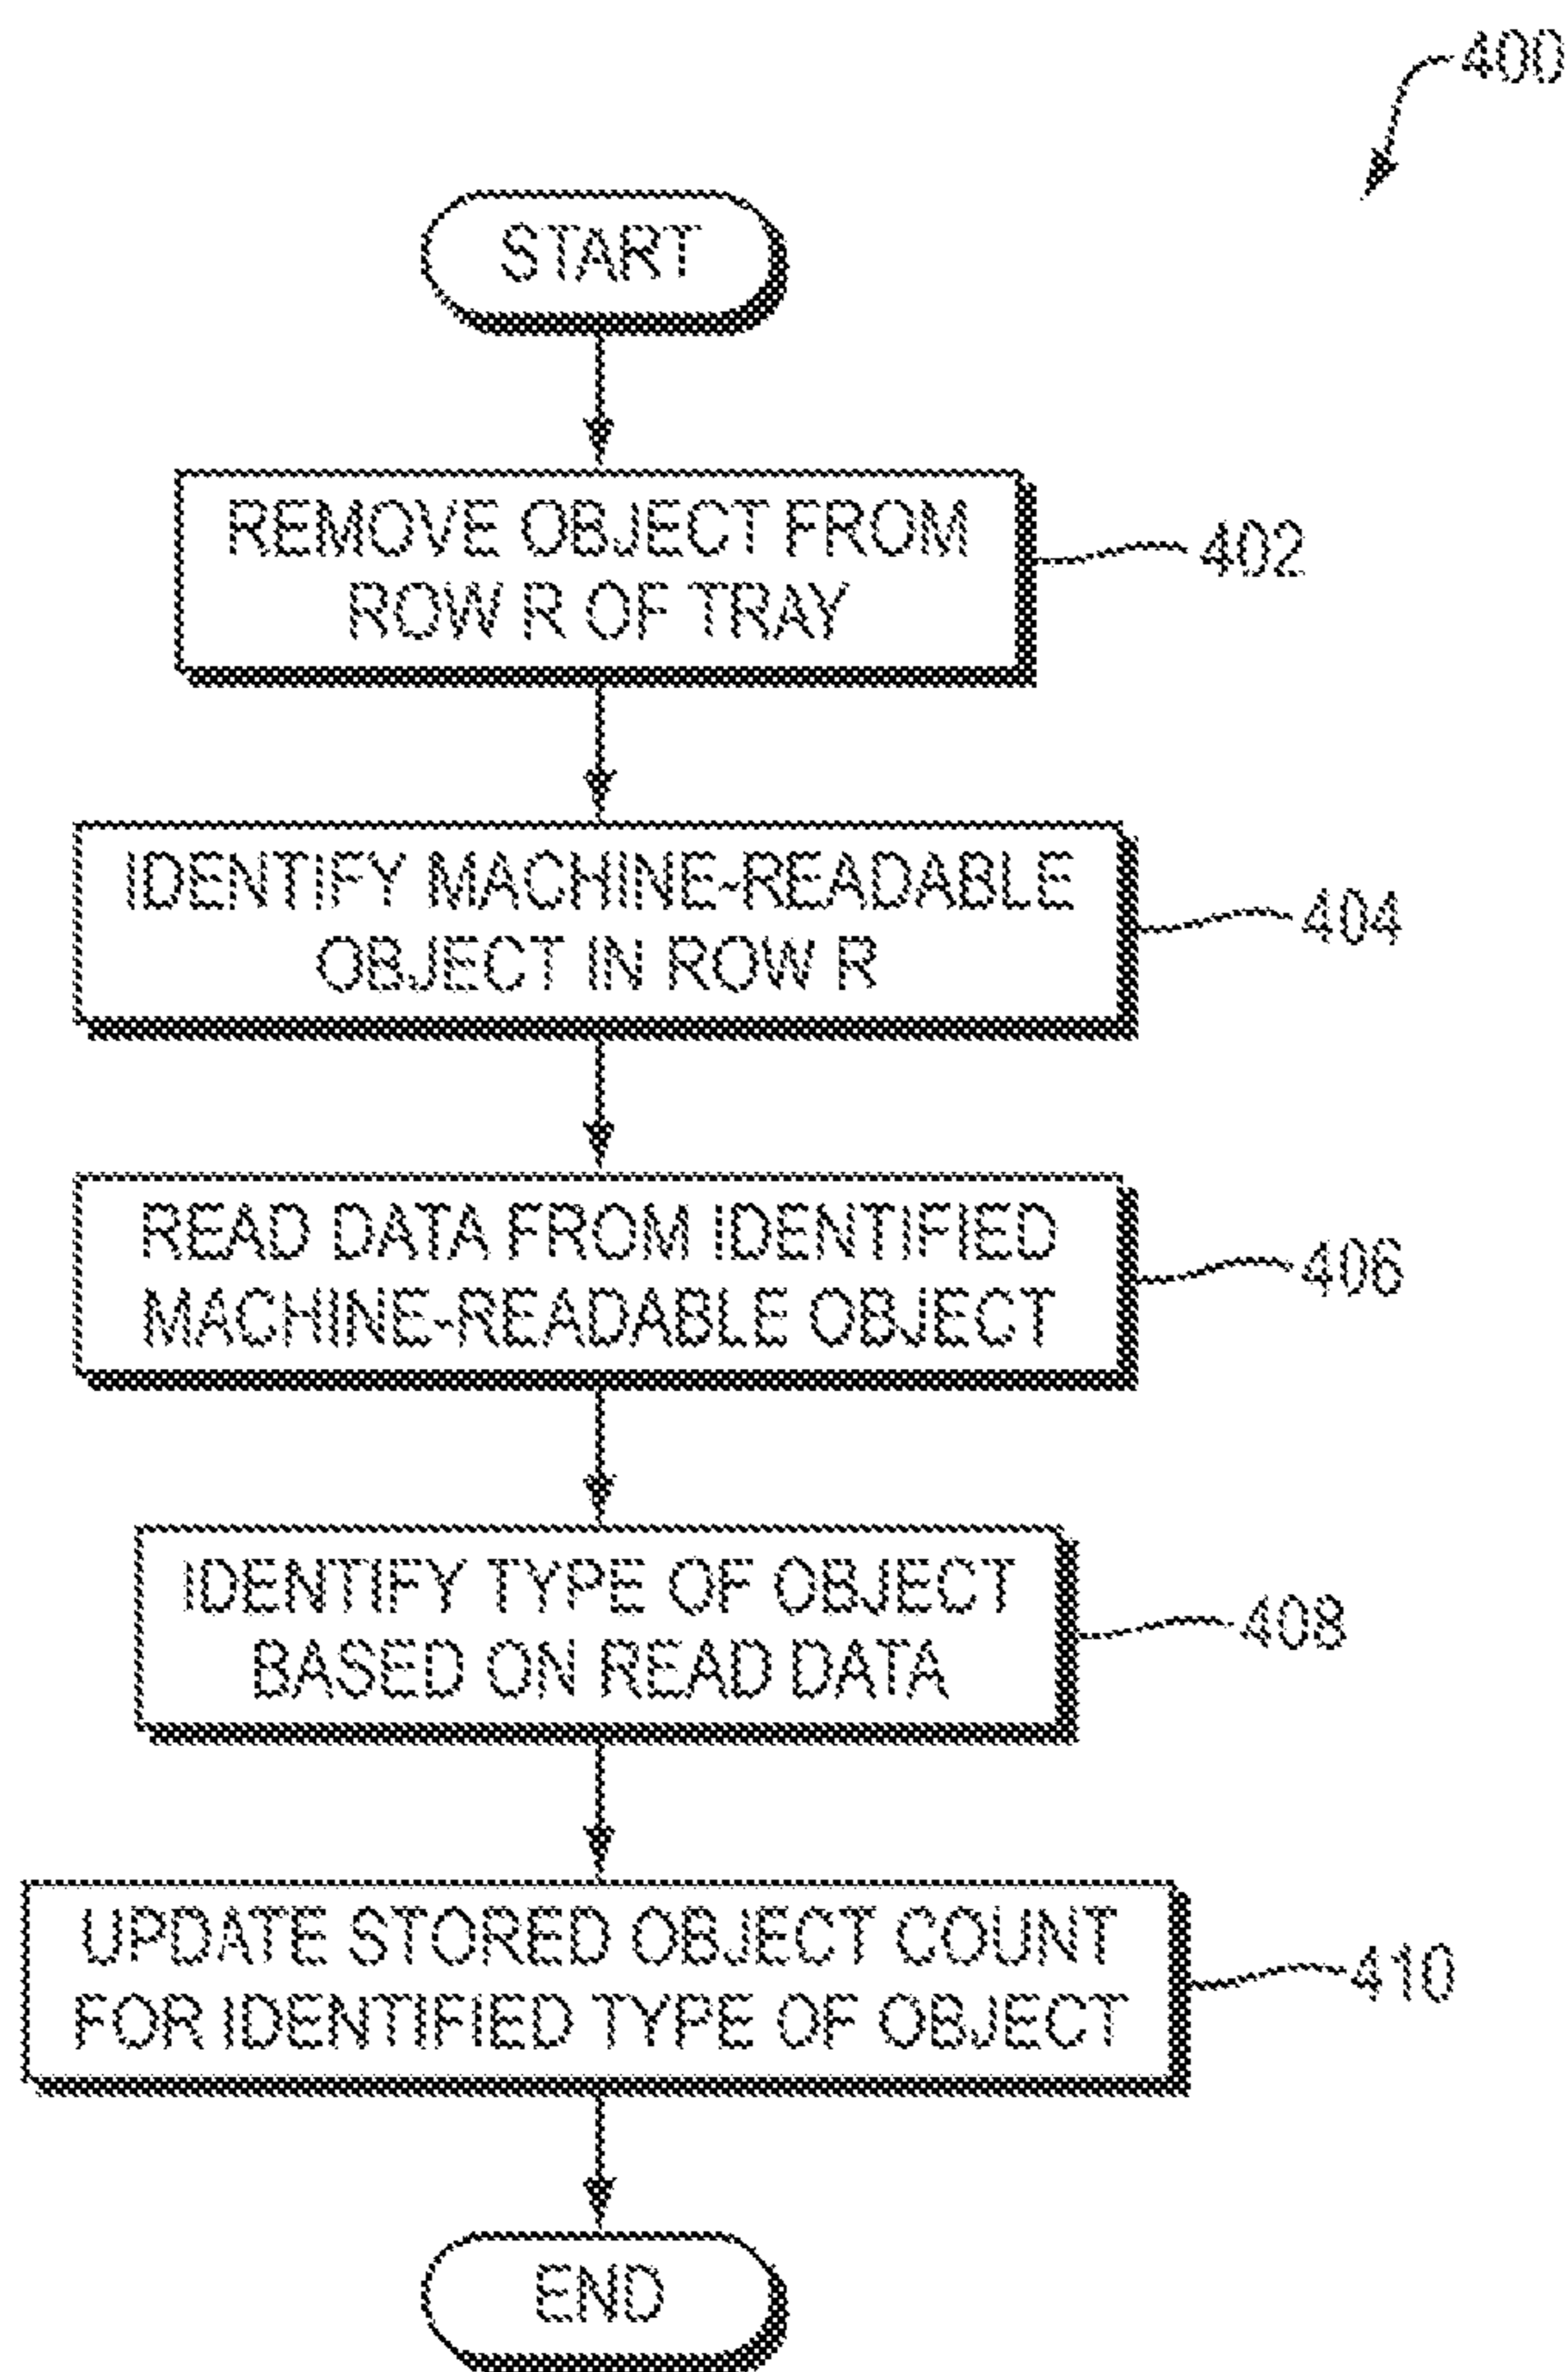 400
START
REMOVE OBJECT FROM
ROW R OF TRAY
402
IDENTIFY MACHINE-READABLE
OBJECT IN ROW R
404
READ DATA FROM IDENTIFIED
MACHINE-READABLE OBJECT
406
IDENTIFY TYPE OF OBJECT
BASED ON READ DATA
408
UPDATE STORED OBJECT COUNT
FOR IDENTIFIED TYPE OF OBJECT
410
END